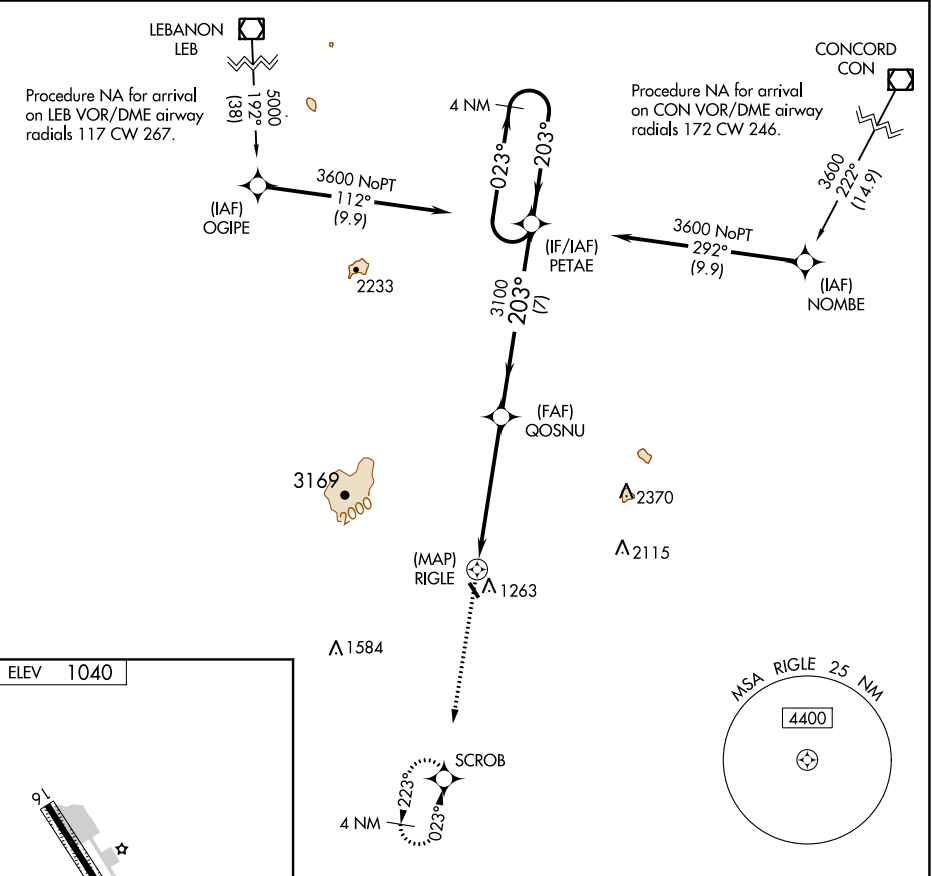 LEBANON
LEB
Procedure NA for arrival
on LEB VOR/DME airway
radials 117 CW 267.
5000
192°
(38)
(IAF)
OGIPE
3600 NoPT
112°
(9.9)
4 NM
023°
203°
(IF/IAF)
PETAE
CONCORD
CON
Procedure NA for arrival
on CON VOR/DME airway
radials 172 CW 246.
3600
222°
(14.9)
3600 NoPT
292°
(9.9)
(IAF)
NOMBE
2233
3100
203°
(7)
(FAF)
QOSNU
3169
2000
2370
2115
(MAP)
RIGLE
1263
1584
ELEV 1040
MSA RIGLE 25 NM
4400
SCROB
223°
023°
4 NM
16